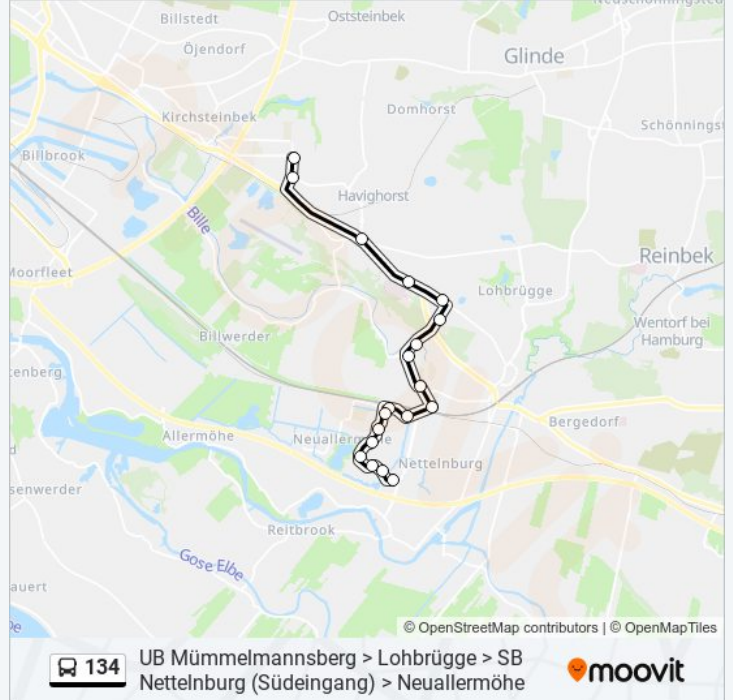 Neuschönningstedt
Billstedt
Oststeinbek
Öjendorf
Glinde
Domhorst
Kirchsteinbek
Schönningst
Billbrook
Havighorst
Bille
Reinbek
Moorfleet
Lohbrügge
Wentorf bei
Hamburg
Billwerder
tenberg
Bergedorf
Allermöhe
Neuallermöhe
d
Nettelnburg
senwerder
Reitbrook
Gose Elbe
auert
be
© OpenStreetMap contributors | © OpenMapTiles
134
UB Mümmelmannsberg > Lohbrügge > SB
Nettelnburg (Südeingang) > Neuallermöhe
moovit